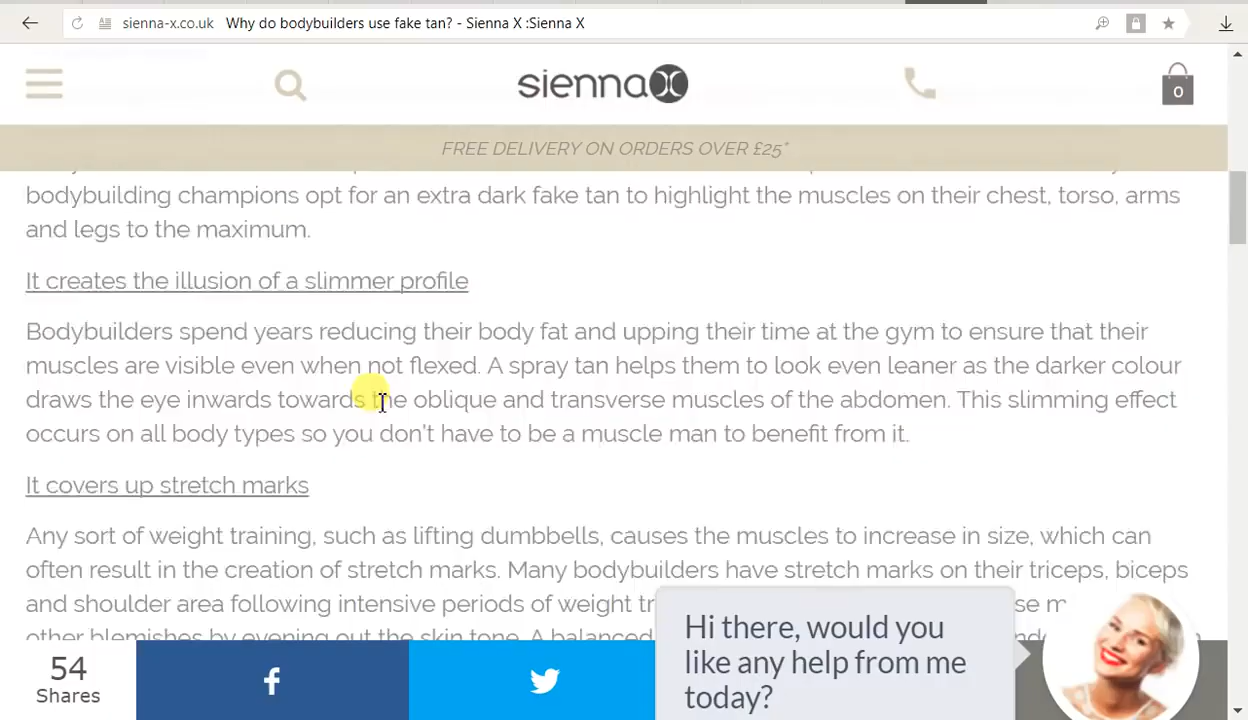 sienna-x.co.uk Why do bodybuilders use fake tan? - Sienna X :Sienna X
sienna X
0
FREE DELIVERY ON ORDERS OVER £25*
bodybuilding champions opt for an extra dark fake tan to highlight the muscles on their chest, torso, arms
and legs to the maximum.
It creates the illusion of a slimmer profile
Bodybuilders spend years reducing their body fat and upping their time at the gym to ensure that their
muscles are visible even when not flexed. A spray tan helps them to look even leaner as the darker colour
draws the eye inwards towards the oblique and transverse muscles of the abdomen. This slimming effect
occurs on all body types so you don't have to be a muscle man to benefit from it.
It covers up stretch marks
Any sort of weight training, such as lifting dumbbells, causes the muscles to increase in size, which can
often result in the creation of stretch marks. Many bodybuilders have stretch marks on their triceps, biceps
and shoulder area following intensive periods of weight
other blemishes by evening out the skin tone. A balanced
54
Shares
Hi there, would you
like any help from me
today?